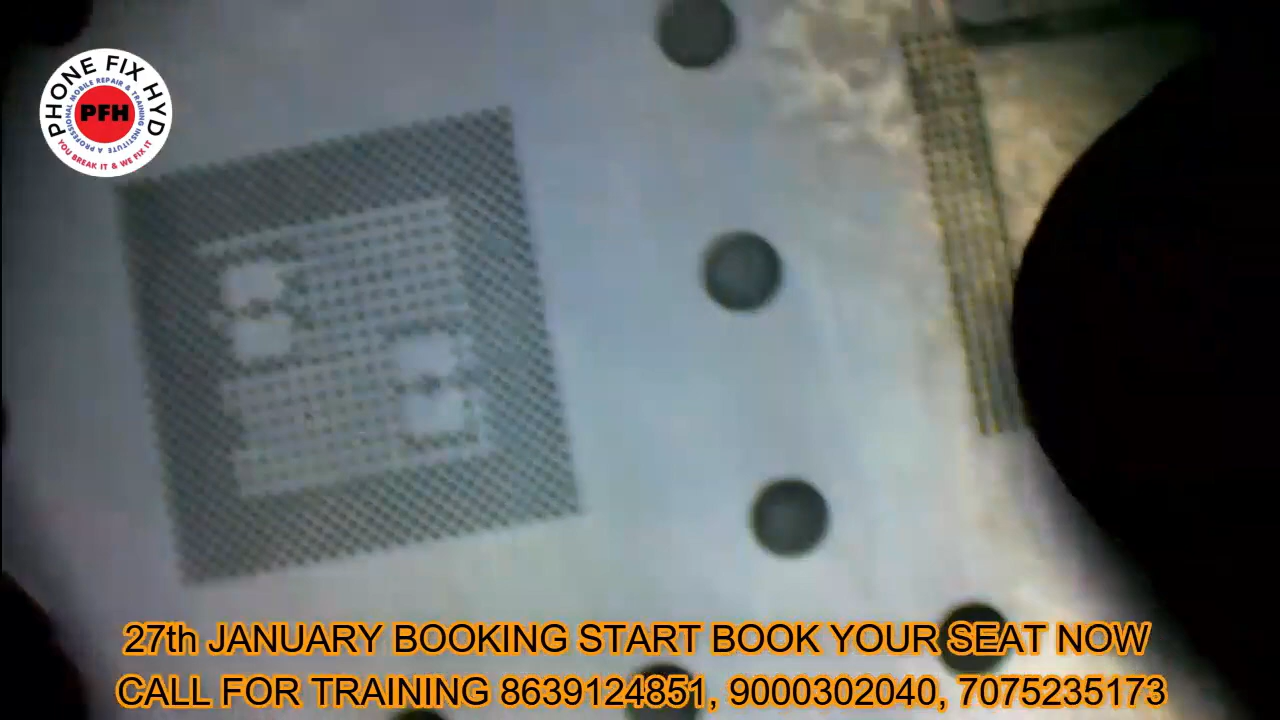 PHONE FIX HYD
A PROFESSIONAL MOBILE REPAIR & TRAINING INSTITUTE
PFH
YOU BREAK IT & WE FIX IT
27th JANUARY BOOKING START BOOK YOUR SEAT NOW
CALL FOR TRAINING 8639124851, 9000302040, 7075235173